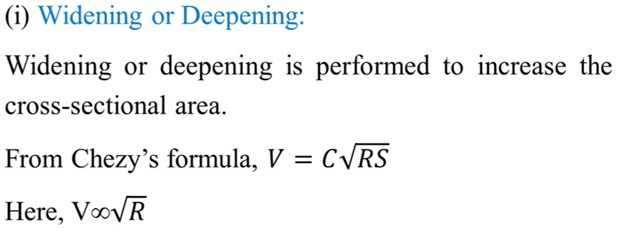 (i) Widening or Deepening:
Widening or deepening is performed to increase the
cross-sectional area.
From Chezy’s formula, V = C√RS
Here, V∞√R